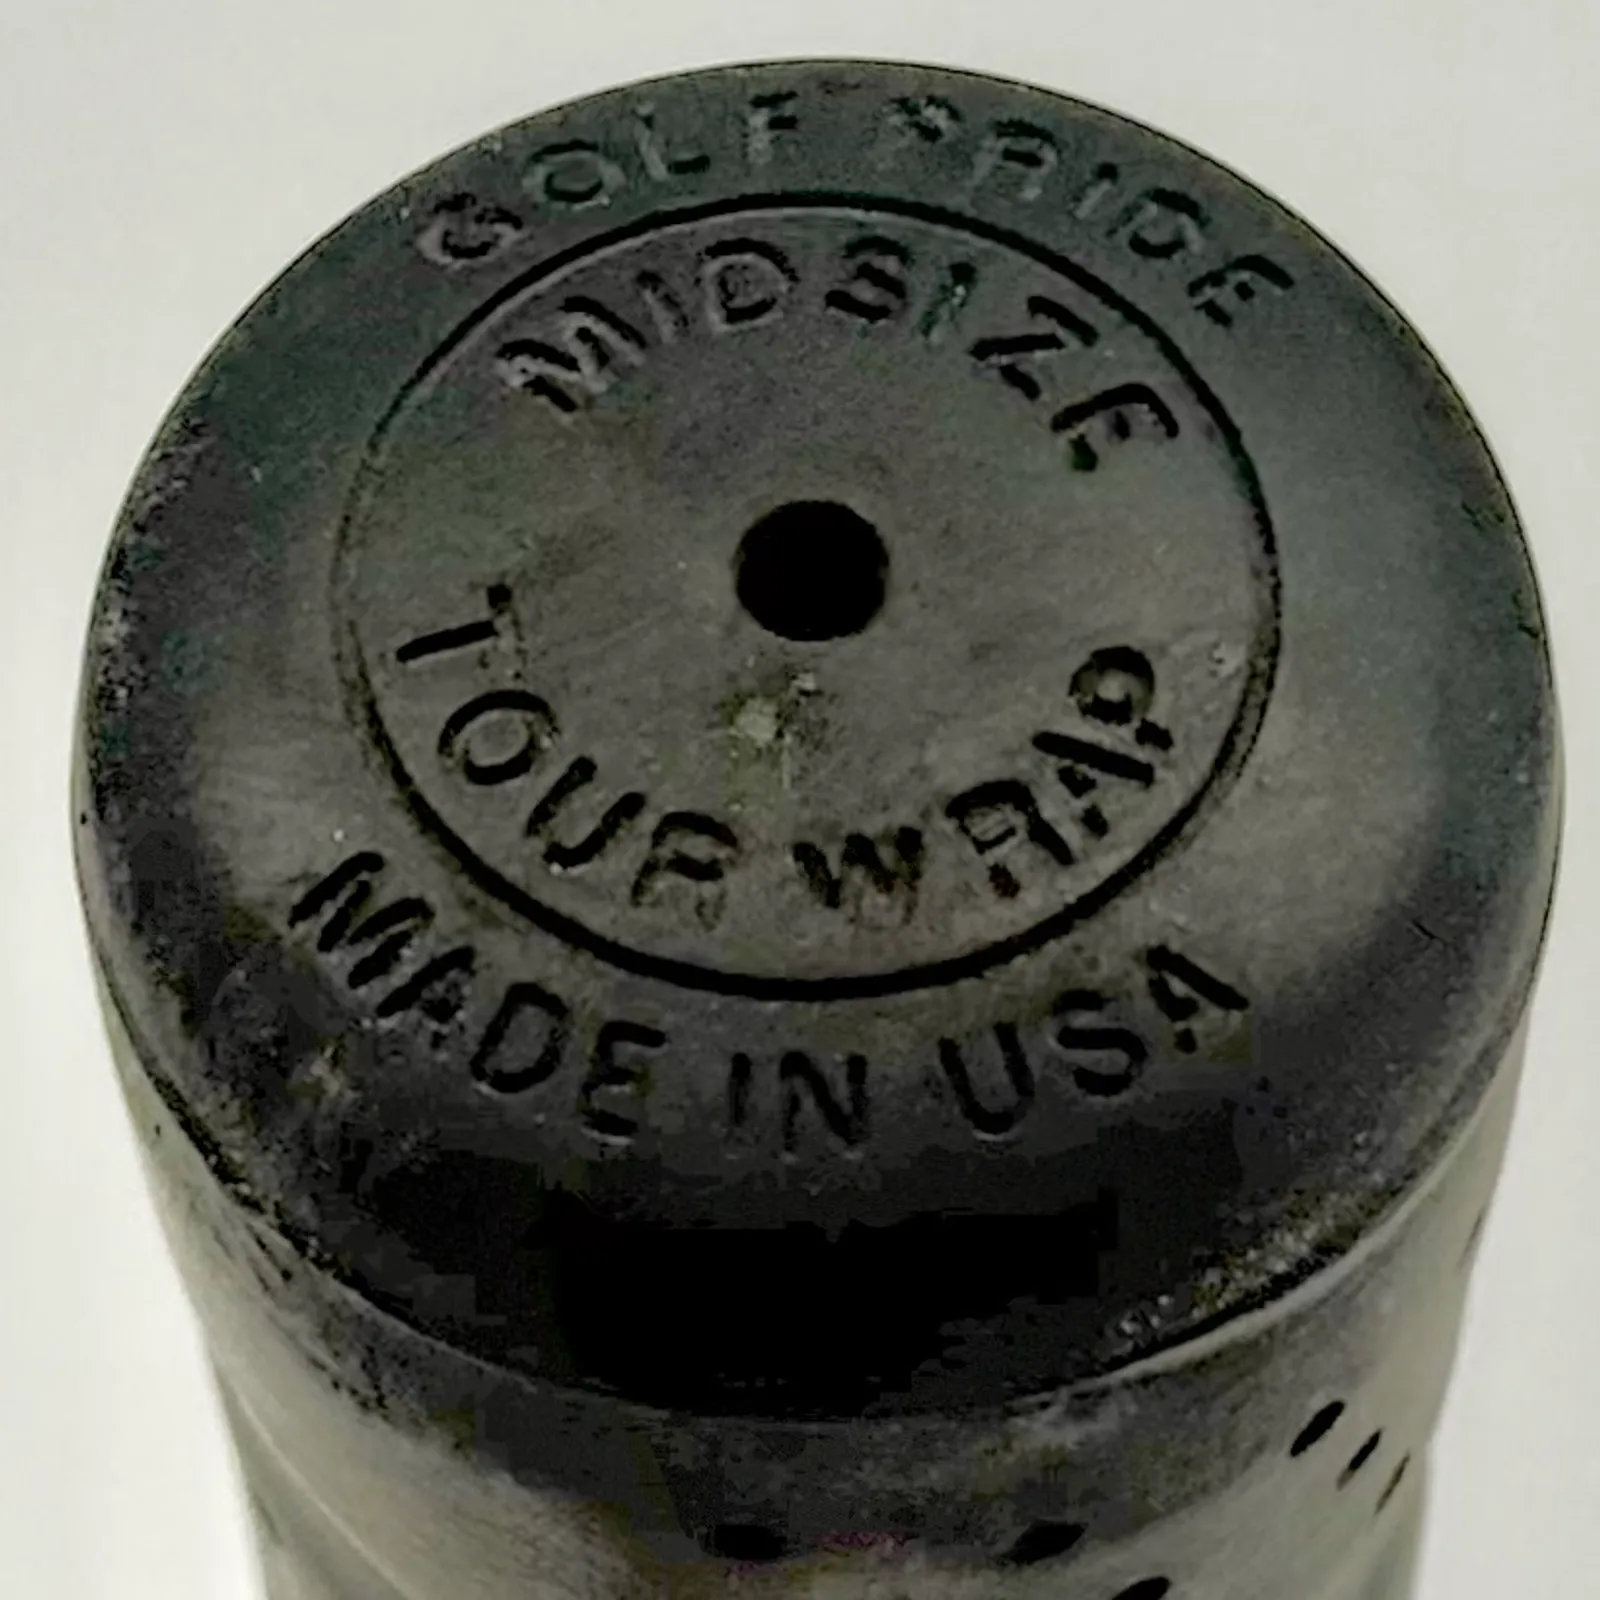 GOLF PRIDE
MIDSIZE
TOUR WRAP
MADE IN USA